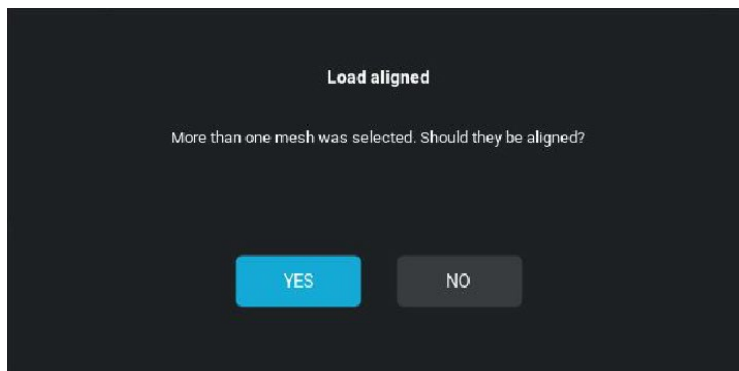 Load aligned
More than one mesh was selected. Should they be aligned?
YES NO